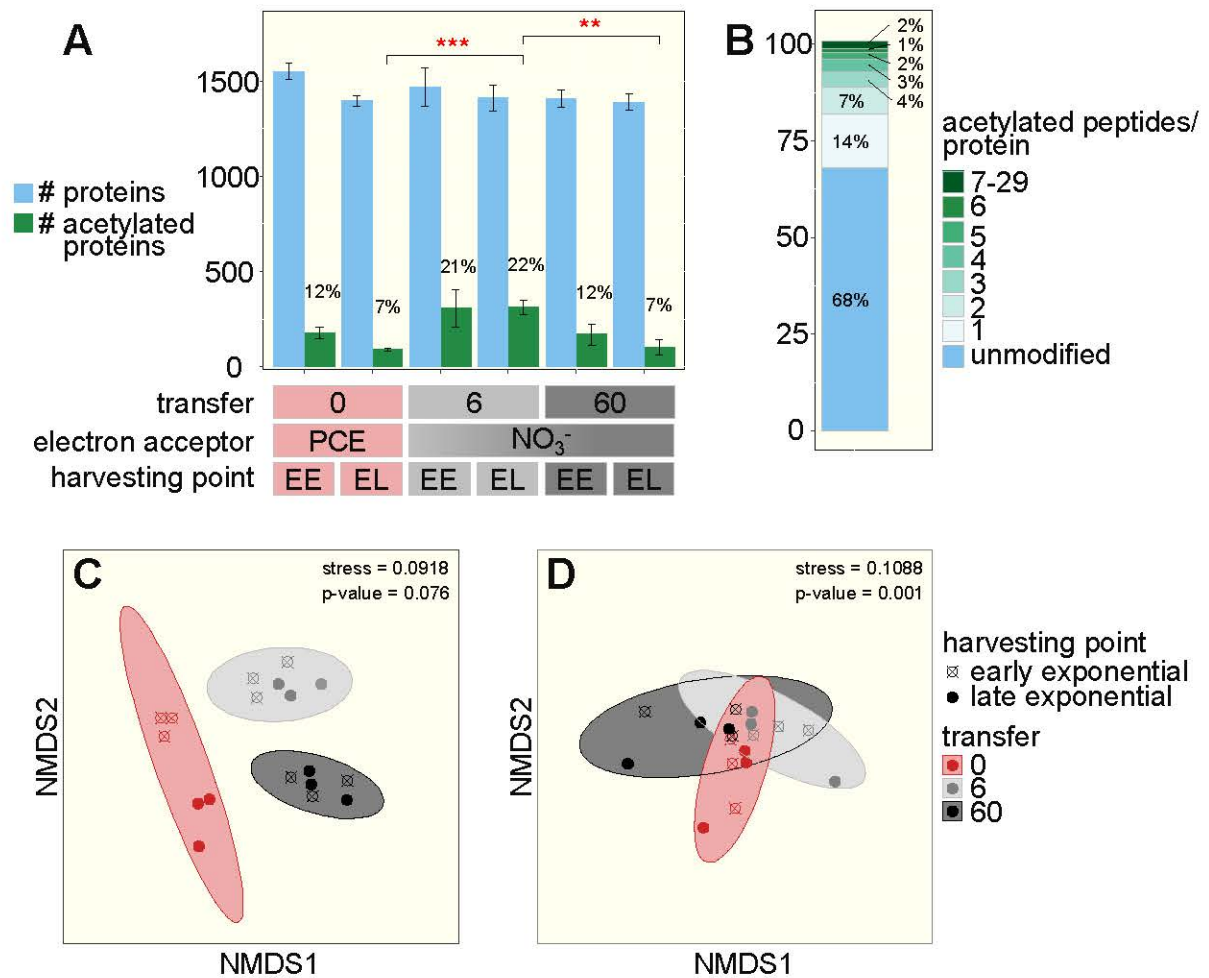 A
***
**
1500
1000
500
0
12%
7%
21%
22%
12%
7%
# proteins
# acetylated
proteins
transfer
0
6
60
electron acceptor
PCE
NO3-
harvesting point
EE
EL
EE
EL
EE
EL
B
100
75
50
25
0
2%
1%
2%
3%
4%
7%
14%
68%
acetylated peptides/
protein
7-29
6
5
4
3
2
1
unmodified
C
stress = 0.0918
p-value = 0.076
NMDS2
NMDS1
D
stress = 0.1088
p-value = 0.001
NMDS2
NMDS1
harvesting point
early exponential
late exponential
transfer
0
6
60